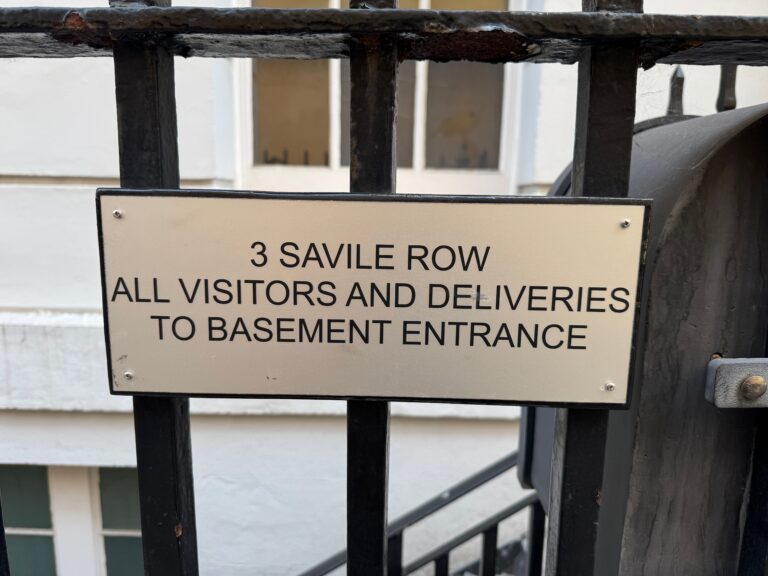 3 SAVILE ROW
ALL VISITORS AND DELIVERIES
TO BASEMENT ENTRANCE